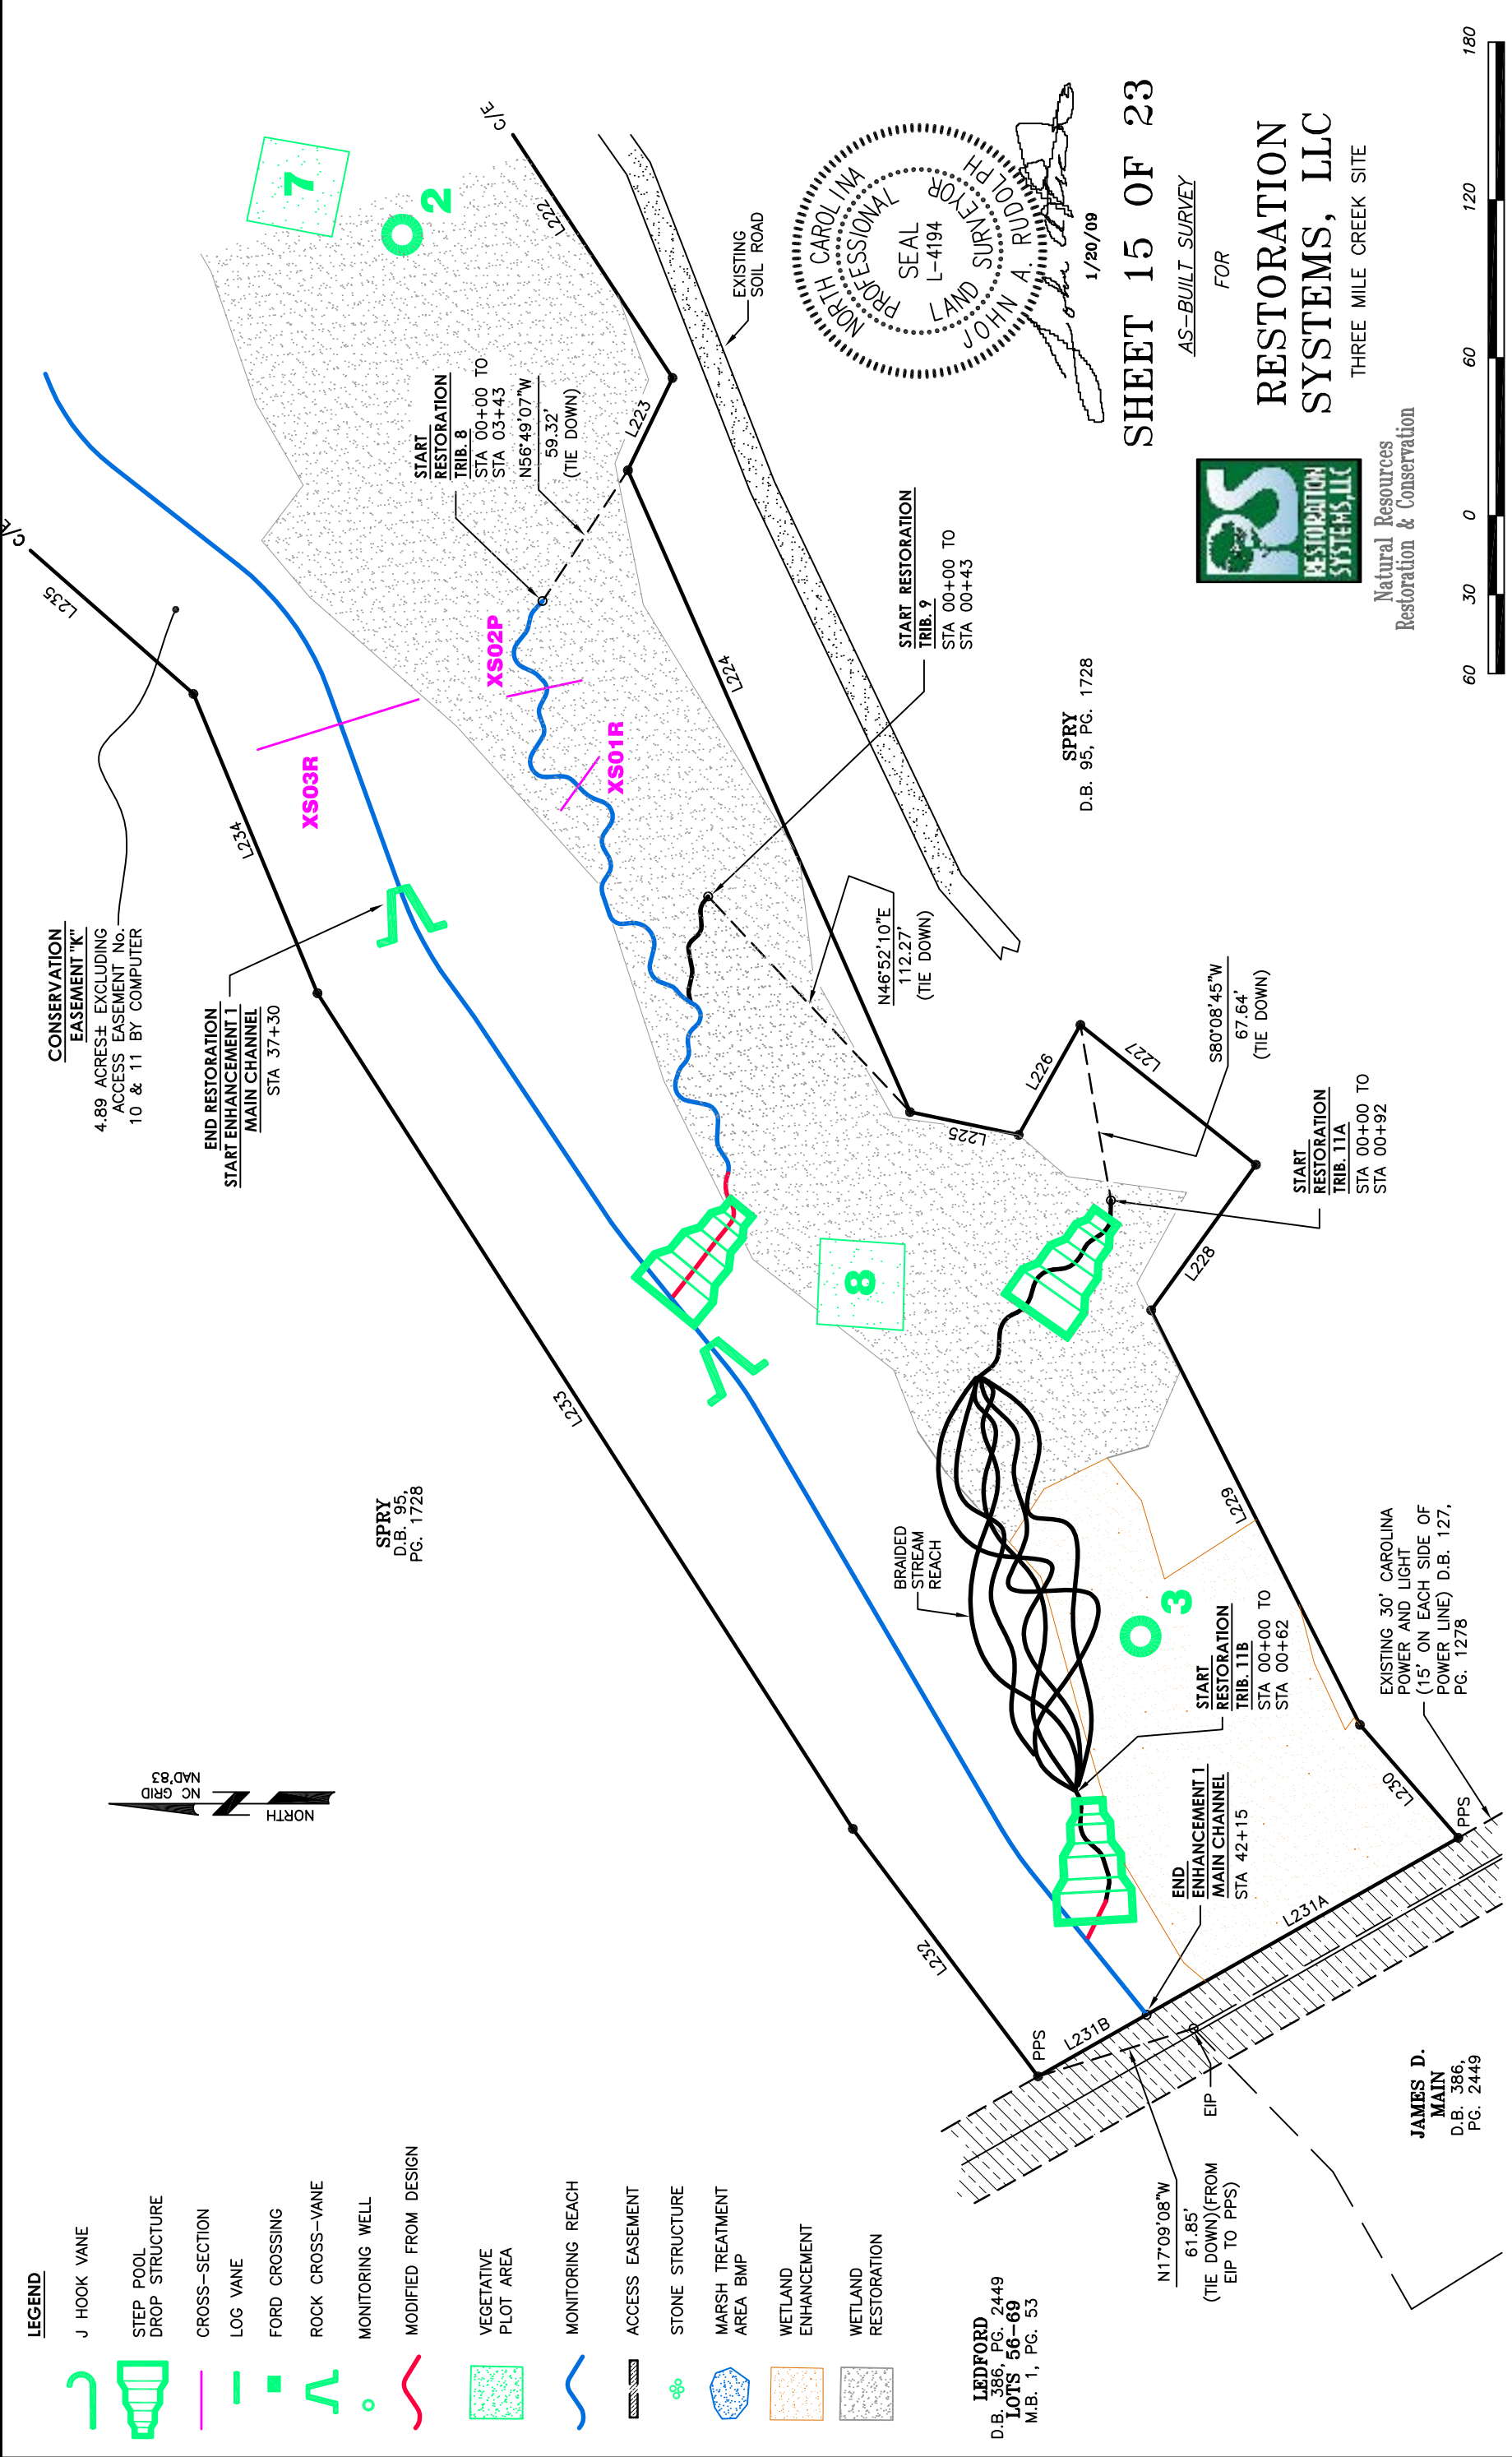 LEGEND
J HOOK VANE
STEP POOL
DROP STRUCTURE
CROSS-SECTION
LOG VANE
FORD CROSSING
ROCK CROSS-VANE
MONITORING WELL
MODIFIED FROM DESIGN
VEGETATIVE
PLOT AREA
MONITORING REACH
ACCESS EASEMENT
STONE STRUCTURE
MARSH TREATMENT
AREA BMP
WETLAND
ENHANCEMENT
WETLAND
RESTORATION
LEDFORD
D.B. 386, PG. 2449
LOTS 56-69
M.B. 1, PG. 53
NORTH
NC GRID
NAD'83
CONSERVATION
EASEMENT "K"
4.89 ACRES± EXCLUDING
ACCESS EASEMENT No.
10 & 11 BY COMPUTER
END RESTORATION
START ENHANCEMENT 1
MAIN CHANNEL
STA 37+30
SPRY
D.B. 95,
PG. 1728
C/E
L235
L234
L233
L232
XS03R
XS02P
XS01R
7
2
C/E
L222
L223
L224
START
RESTORATION
TRIB. 8
STA 00+00 TO
STA 03+43
N56°49'07"W
59.32'
(TIE DOWN)
EXISTING
SOIL ROAD
START RESTORATION
TRIB. 9
STA 00+00 TO
STA 00+43
N46°52'10"E
112.27'
(TIE DOWN)
L225
L226
L227
L228
S80°08'45"W
67.64'
(TIE DOWN)
START
RESTORATION
TRIB. 11A
STA 00+00 TO
STA 00+92
8
BRAIDED
STREAM
REACH
3
L229
L230
START
RESTORATION
TRIB. 11B
STA 00+00 TO
STA 00+62
END
ENHANCEMENT 1
MAIN CHANNEL
STA 42+15
PPS
L231B
L231A
PPS
EIP
N17°09'08"W
61.85'
(TIE DOWN)(FROM
EIP TO PPS)
JAMES D.
MAIN
D.B. 386,
PG. 2449
EXISTING 30' CAROLINA
POWER AND LIGHT
(15' ON EACH SIDE OF
POWER LINE) D.B. 127,
PG. 1278
SPRY
D.B. 95, PG. 1728
NORTH CAROLINA
PROFESSIONAL
SEAL
L-4194
LAND SURVEYOR
JOHN A. RUDOLPH
1/20/09
SHEET 15 OF 23
AS-BUILT SURVEY
FOR
RESTORATION
SYSTEMS, LLC
THREE MILE CREEK SITE
RS
RESTORATION
SYSTEMS, LLC
Natural Resources
Restoration & Conservation
60 30 0 60 120 180